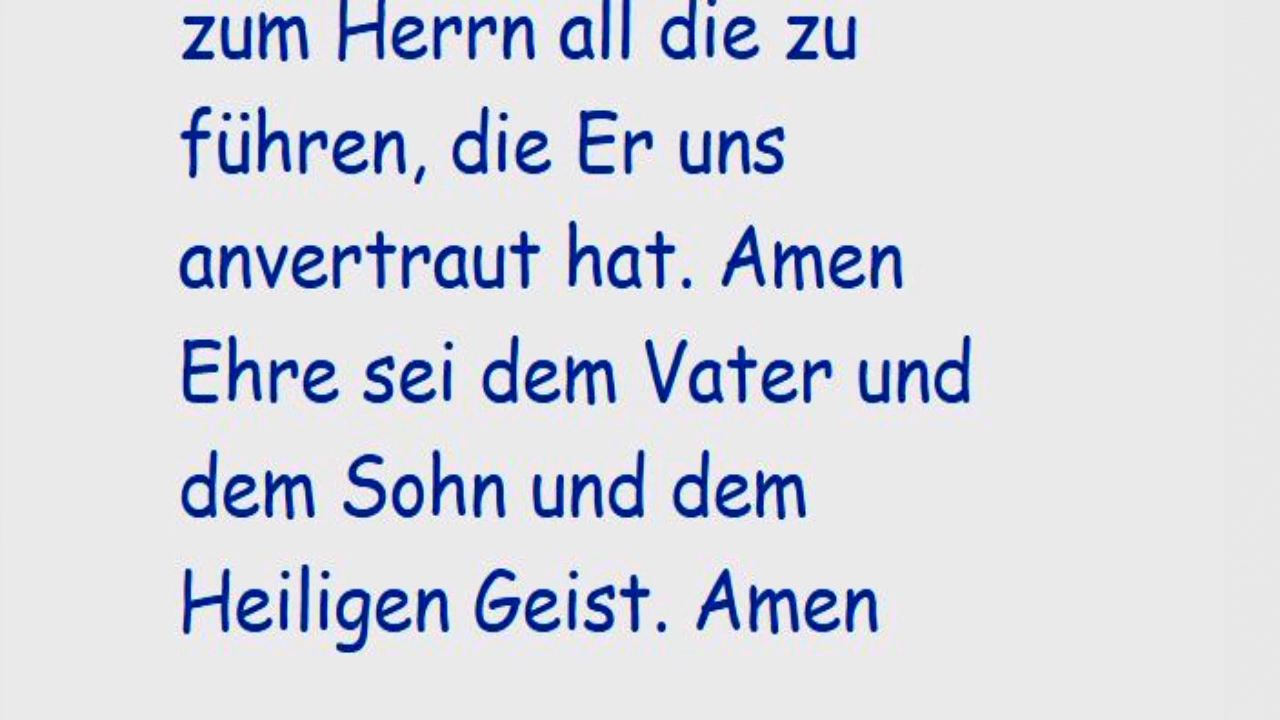 zum Herrn all die zu
führen, die Er uns
anvertraut hat. Amen
Ehre sei dem Vater und
dem Sohn und dem
Heiligen Geist. Amen